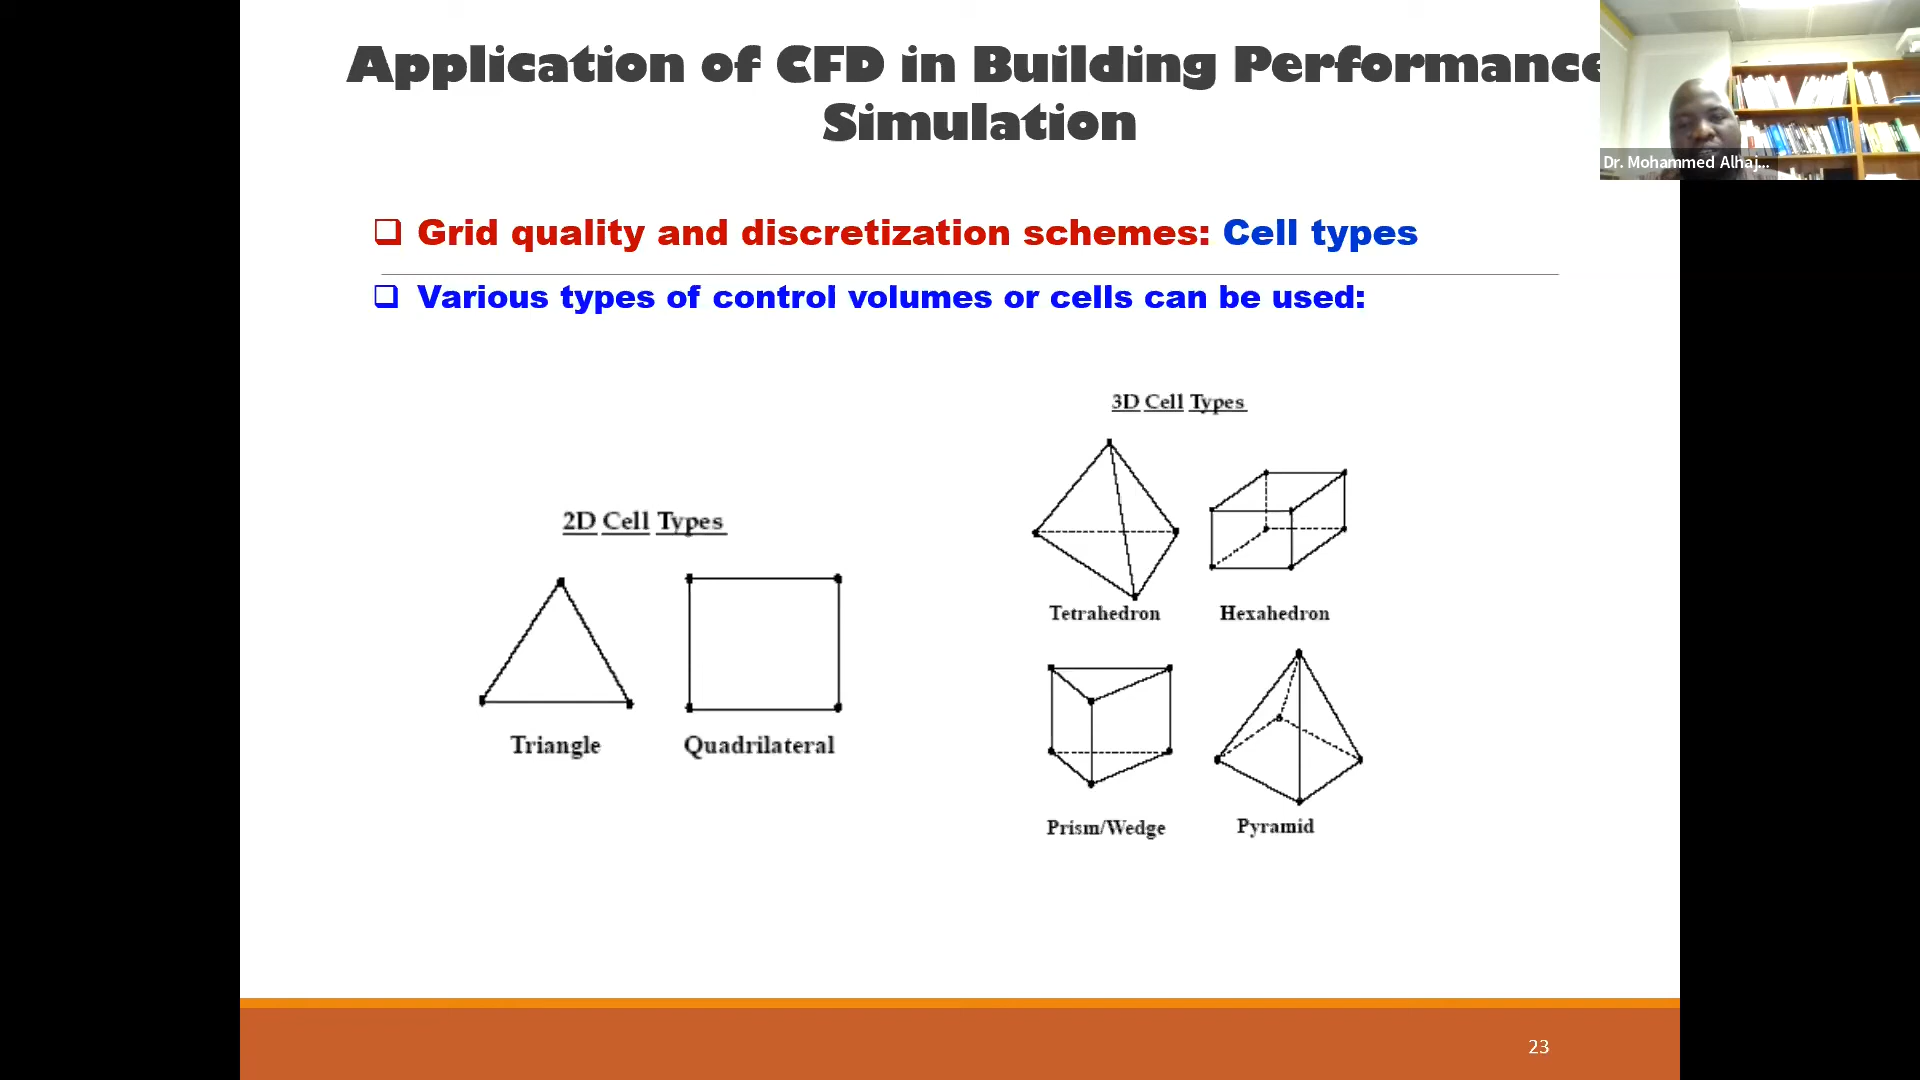 Application of CFD in Building Performance
Simulation
Dr. Mohammed Alhaj...
Grid quality and discretization schemes: Cell types
Various types of control volumes or cells can be used:
3D Cell Types
2D Cell Types
Tetrahedron
Hexahedron
Triangle
Quadrilateral
Prism/Wedge
Pyramid
23